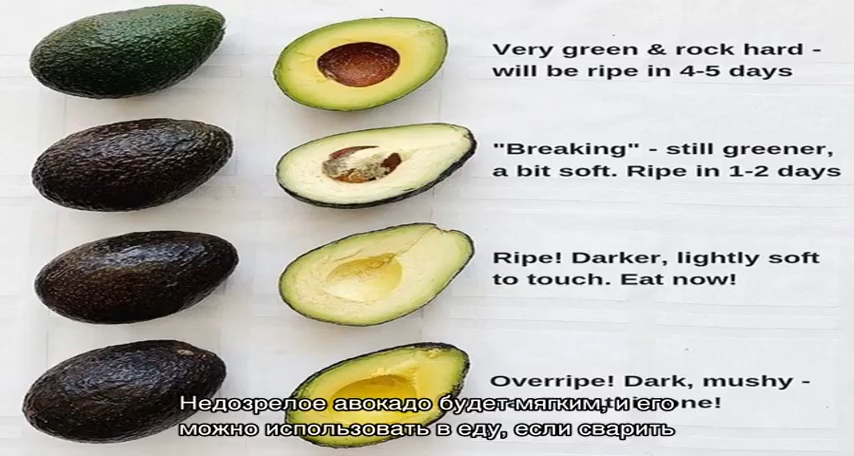 Very green & rock hard -
will be ripe in 4-5 days
"Breaking" - still greener,
a bit soft. Ripe in 1-2 days
Ripe! Darker, lightly soft
to touch. Eat now!
Overripe! Dark, mushy -
one!
Недозрелое авокадо будет мягким, и его
можно использовать в еду, если сварить